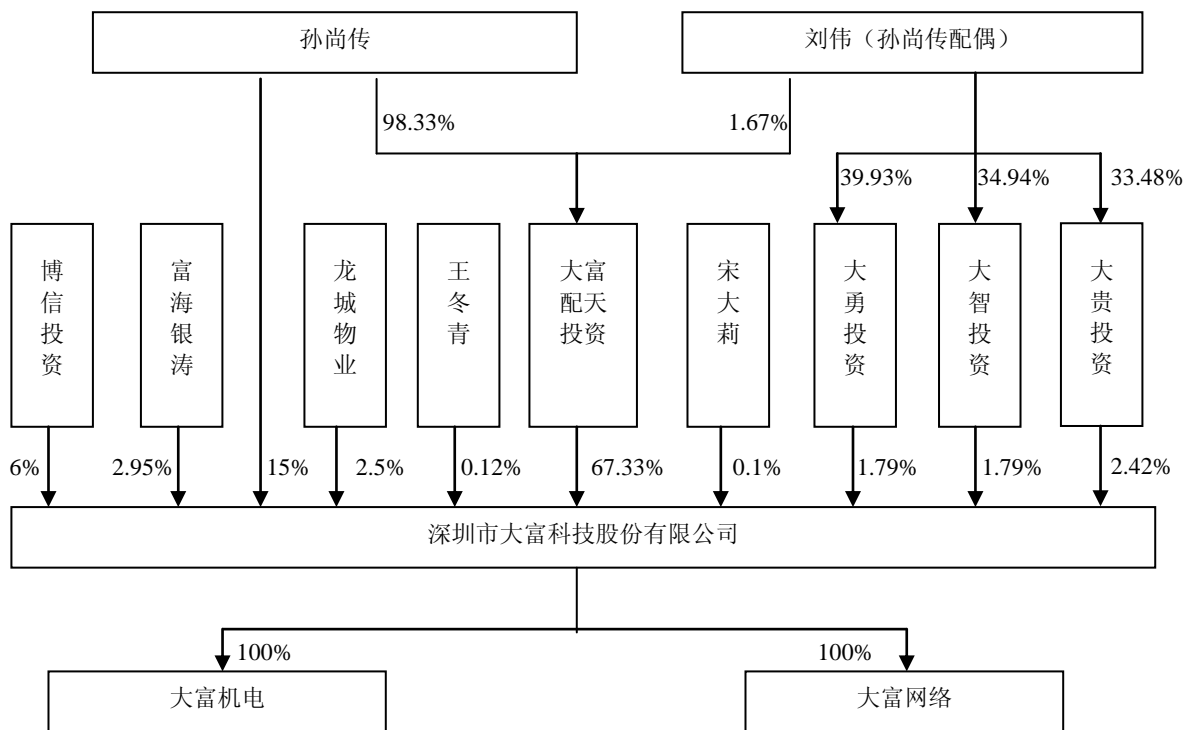 孙尚传
刘伟（孙尚传配偶）
98.33%
1.67%
39.93%
34.94%
33.48%
博信投资
富海银涛
龙城物业
王冬青
大富
配天
投资
宋大莉
大勇投资
大智投资
大贵投资
6%
2.95%
15%
2.5%
0.12%
67.33%
0.1%
1.79%
1.79%
2.42%
深圳市大富科技股份有限公司
100%
100%
大富机电
大富网络